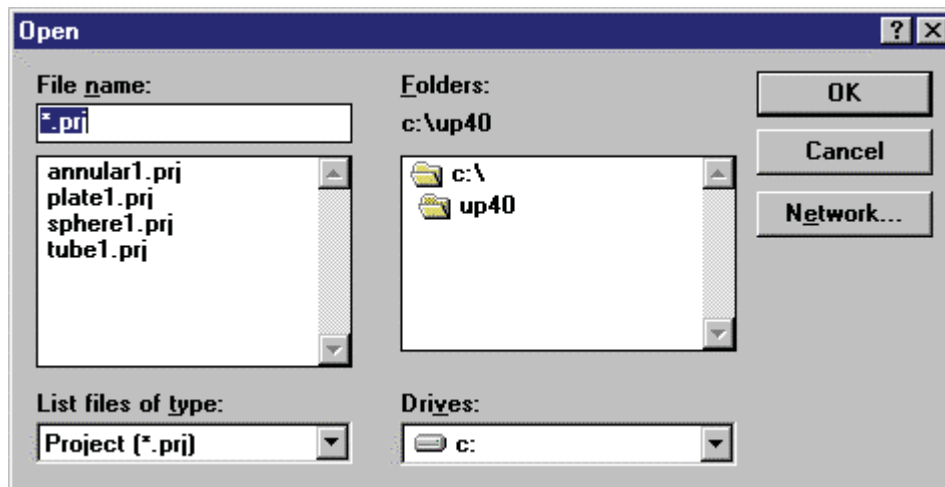 Open
File name:
*.prj
annular1.prj
plate1.prj
sphere1.prj
tube1.prj
List files of type:
Project (*.prj)
Folders:
c:\up40
c:\
up40
Drives:
c:
OK
Cancel
Network...